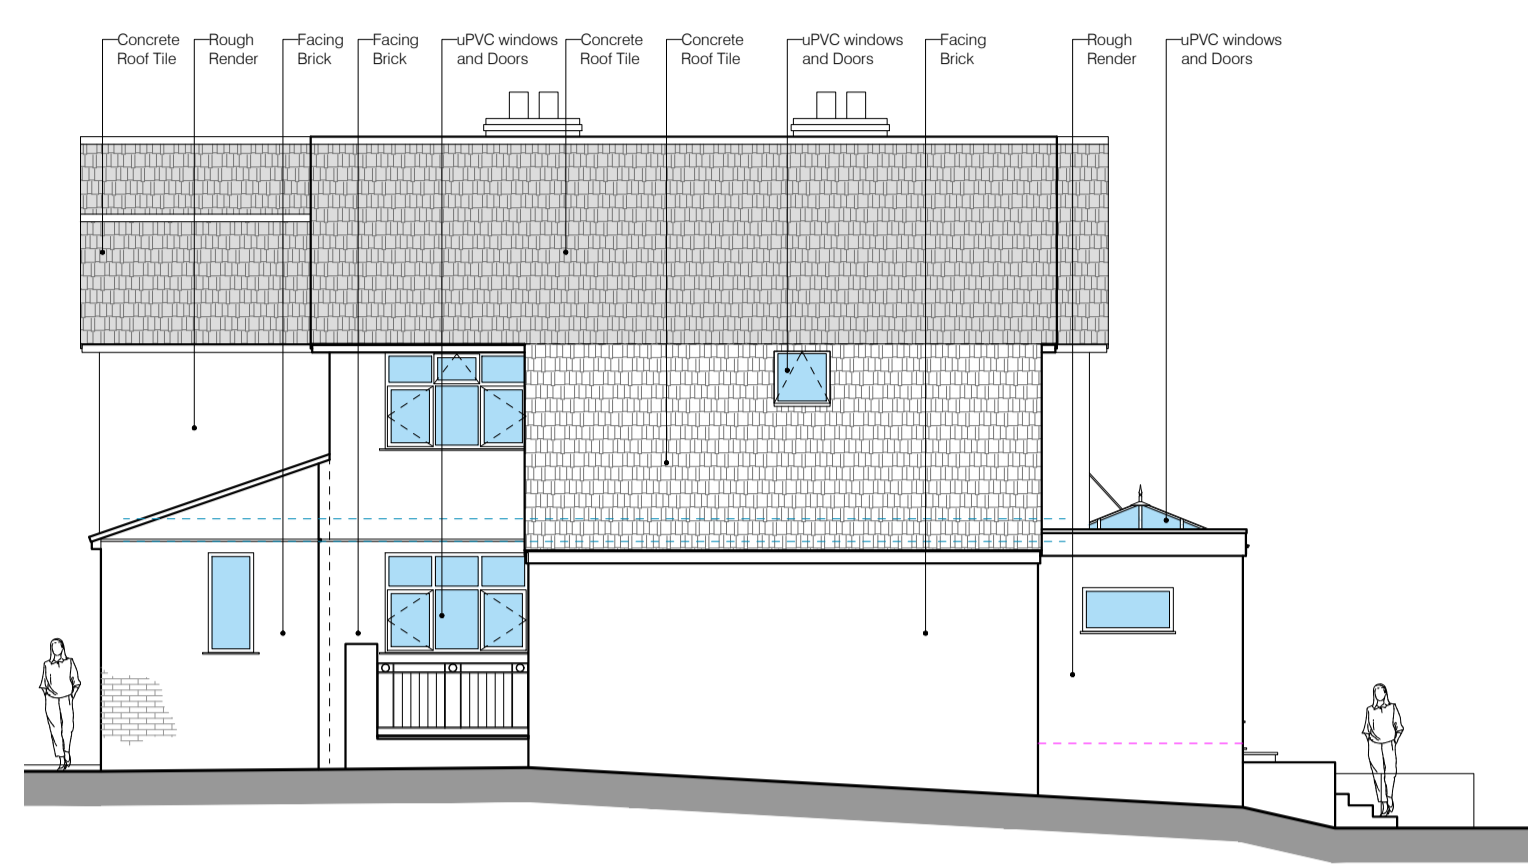 Concrete
Roof Tile
Rough
Render
Facing
Brick
Facing
Brick
uPVC windows
and Doors
Concrete
Roof Tile
Concrete
Roof Tile
uPVC windows
and Doors
Facing
Brick
Rough
Render
uPVC windows
and Doors